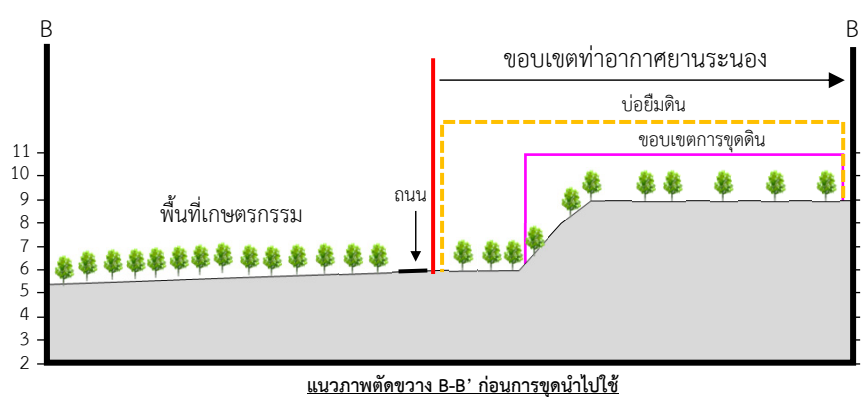 B
B
ขอบเขตท่าอากาศยานระนอง
บ่อยืมดิน
ขอบเขตการขุดดิน
พื้นที่เกษตรกรรม
ถนน
11
10
9
8
7
6
5
4
3
2
แนวภาพตัดขวาง B-B’ ก่อนการขุดนำไปใช้